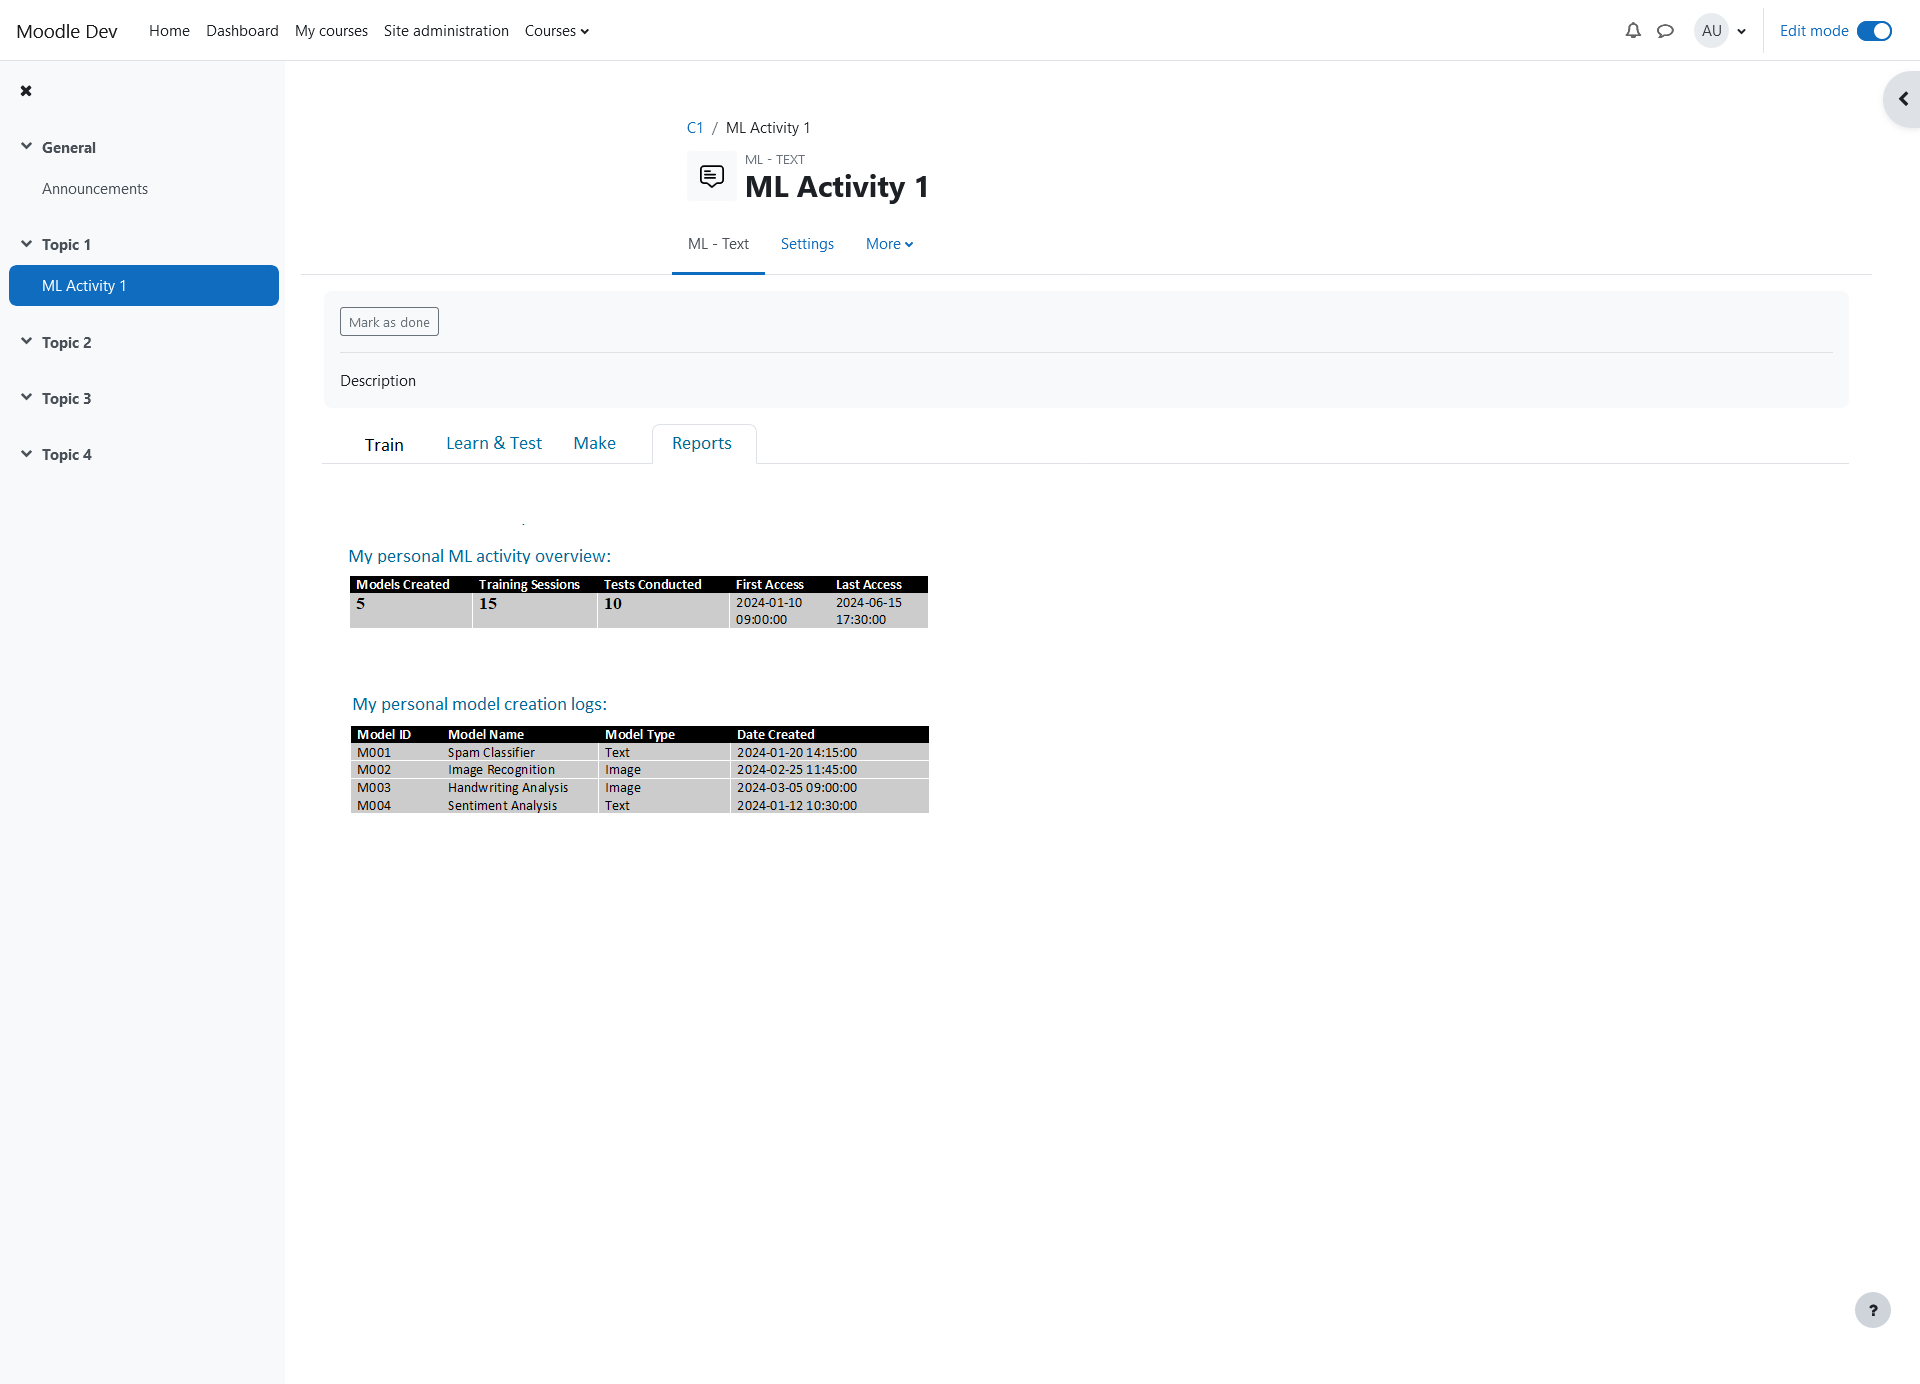 Moodle Dev Home Dashboard My courses Site administration Courses AU Edit mode
General
Announcements
Topic 1
ML Activity 1
Topic 2
Topic 3
Topic 4
C1 / ML Activity 1
ML - TEXT
ML Activity 1
ML - Text Settings More
Mark as done
Description
Train Learn & Test Make Reports
My personal ML activity overview:
Models Created Training Sessions Tests Conducted First Access Last Access
5 15 10 2024-01-10 2024-06-15
09:00:00 17:30:00
My personal model creation logs:
Model ID Model Name Model Type Date Created
M001 Spam Classifier Text 2024-01-20 14:15:00
M002 Image Recognition Image 2024-02-25 11:45:00
M003 Handwriting Analysis Image 2024-03-05 09:00:00
M004 Sentiment Analysis Text 2024-01-12 10:30:00
?